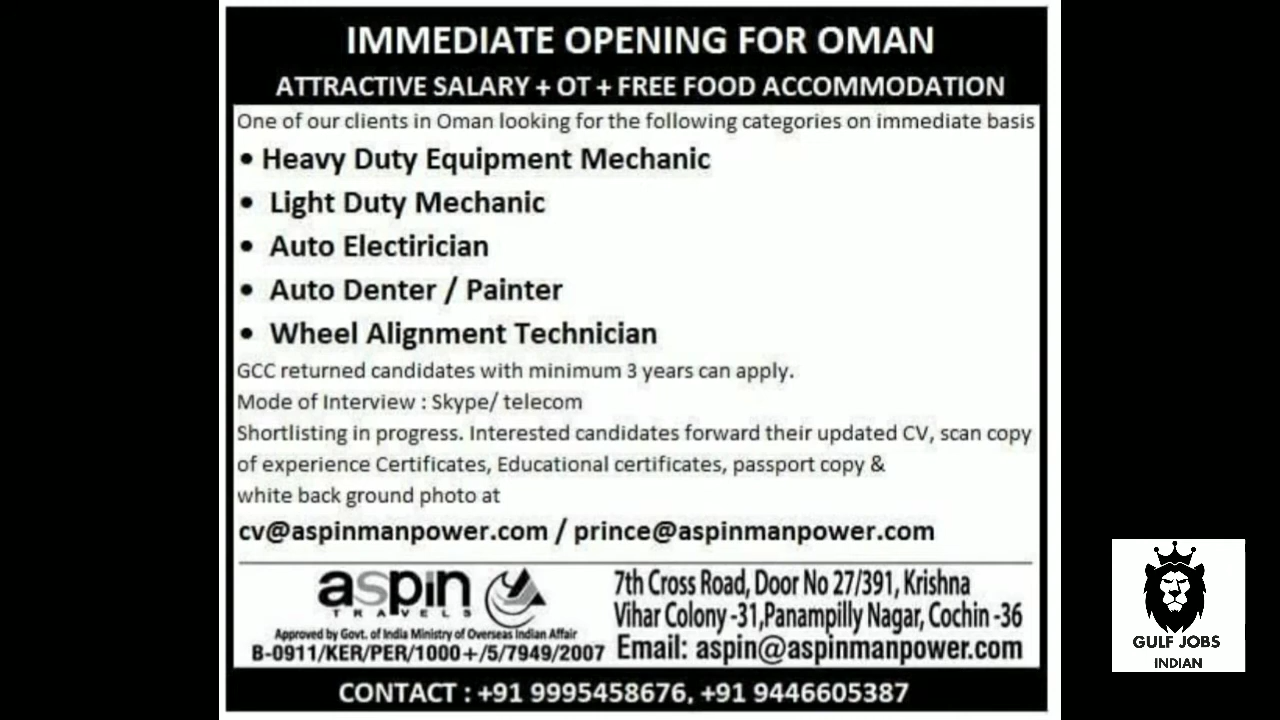 IMMEDIATE OPENING FOR OMAN
ATTRACTIVE SALARY + OT + FREE FOOD ACCOMMODATION
One of our clients in Oman looking for the following categories on immediate basis
• Heavy Duty Equipment Mechanic
• Light Duty Mechanic
• Auto Electirician
• Auto Denter / Painter
• Wheel Alignment Technician
GCC returned candidates with minimum 3 years can apply.
Mode of Interview : Skype/ telecom
Shortlisting in progress. Interested candidates forward their updated CV, scan copy
of experience Certificates, Educational certificates, passport copy &
white back ground photo at
cv@aspinmanpower.com / prince@aspinmanpower.com
aspin
TRAVELS
Approved by Govt. of India Ministry of Overseas Indian Affair
B-0911/KER/PER/1000+/5/7949/2007
7th Cross Road, Door No 27/391, Krishna
Vihar Colony -31,Panampilly Nagar, Cochin -36
Email: aspin@aspinmanpower.com
CONTACT : +91 9995458676, +91 9446605387
GULF JOBS
INDIAN